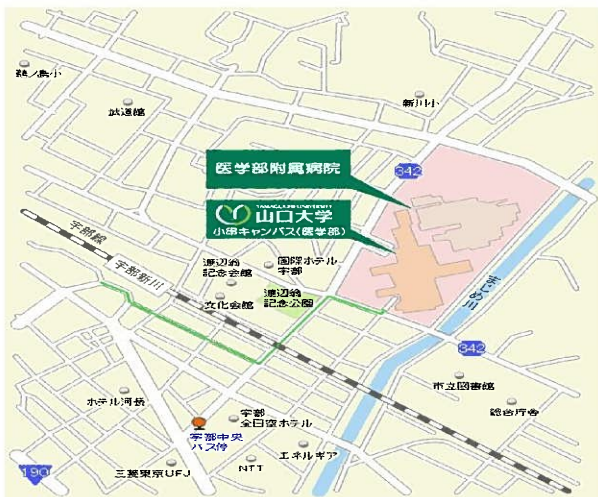 鵜ノ島小
武道館
新川小
342
医学部附属病院
山口大学
小串キャンパス(医学部)
宇部線
宇部新川
渡辺翁
記念会館
国際ホテル
宇部
文化会館
渡辺翁
記念公園
まじめ川
342
市立図書館
総合庁舎
ホテル河長
宇部
全日空ホテル
宇部中央
バス停
エネルギア
NTT
三菱東京UFJ
190